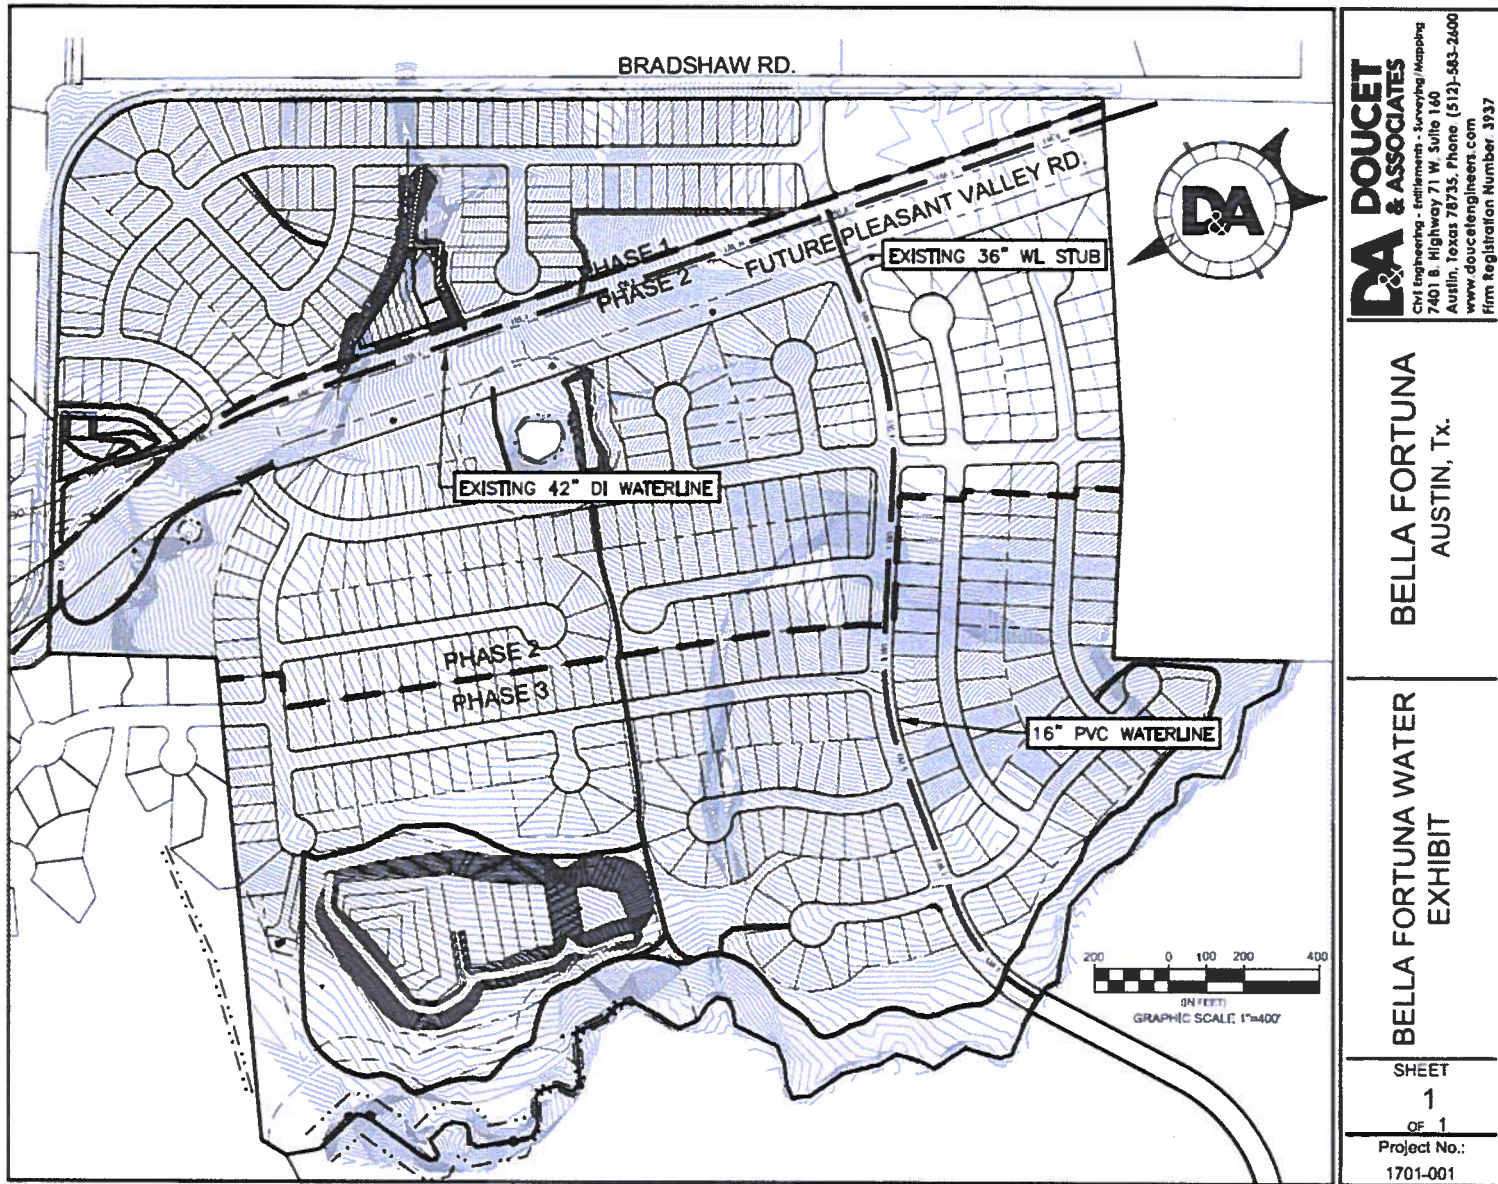 BRADSHAW RD.
PHASE 1
PHASE 2
FUTURE PLEASANT VALLEY RD.
EXISTING 36" WL STUB
EXISTING 42" DI WATERLINE
PHASE 2
PHASE 3
16" PVC WATERLINE
200 0 100 200 400
(IN FEET)
GRAPHIC SCALE 1"=400'
D&A
D&A DOUCET
& ASSOCIATES
Civil Engineering - Entitlements - Surveying/Mapping
7401 B. Highway 71 W. Suite 160
Austin, Texas 78735, Phone: (512)-583-2600
www.doucetengineers.com
Firm Registration Number: 3937
BELLA FORTUNA
AUSTIN, Tx.
BELLA FORTUNA WATER
EXHIBIT
SHEET
1
OF 1
Project No.:
1701-001